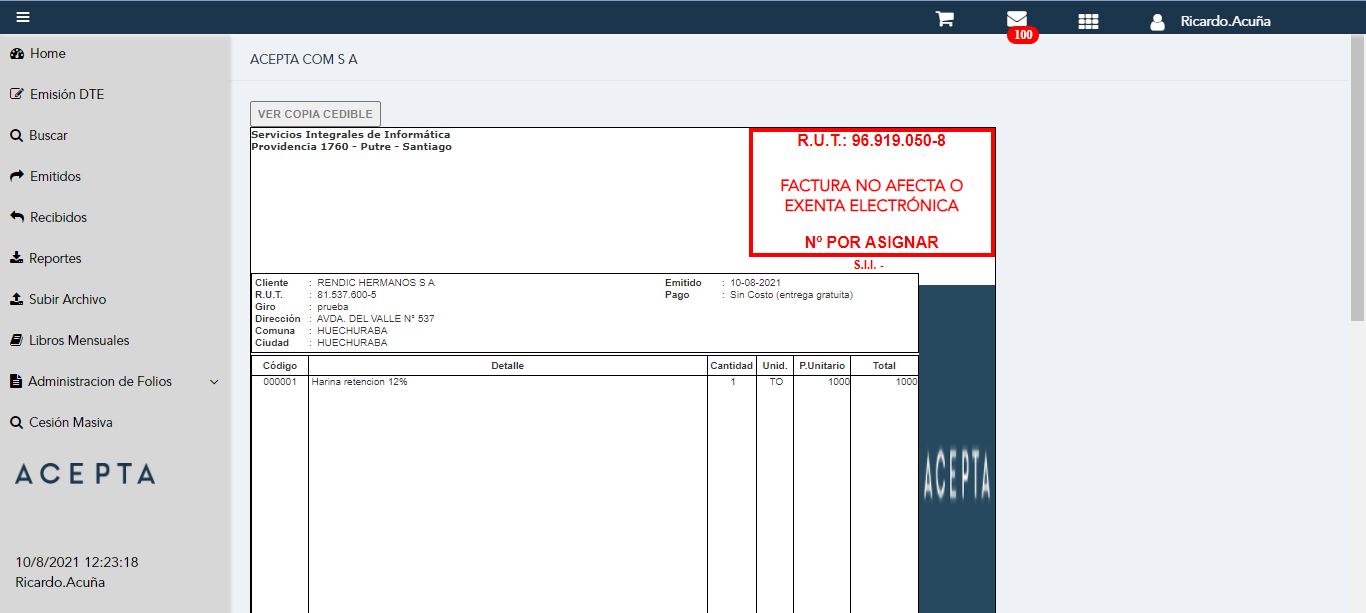 Ricardo.Acuña
100
Home
Emisión DTE
Buscar
Emitidos
Recibidos
Reportes
Subir Archivo
Libros Mensuales
Administracion de Folios
Cesión Masiva
ACEPTA
10/8/2021 12:23:18
Ricardo.Acuña
ACEPTA COM S A
VER COPIA CEDIBLE
Servicios Integrales de Informática
Providencia 1760 - Putre - Santiago
R.U.T.: 96.919.050-8
FACTURA NO AFECTA O
EXENTA ELECTRÓNICA
Nº POR ASIGNAR
S.I.I. -
Cliente : RENDIC HERMANOS S A Emitido : 10-08-2021
R.U.T. : 81.537.600-5 Pago : Sin Costo (entrega gratuita)
Giro : prueba
Dirección : AVDA. DEL VALLE N° 537
Comuna : HUECHURABA
Ciudad : HUECHURABA
Código Detalle Cantidad Unid. P.Unitario Total
000001 Harina retencion 12% 1 TO 1000 1000
ACEPTA